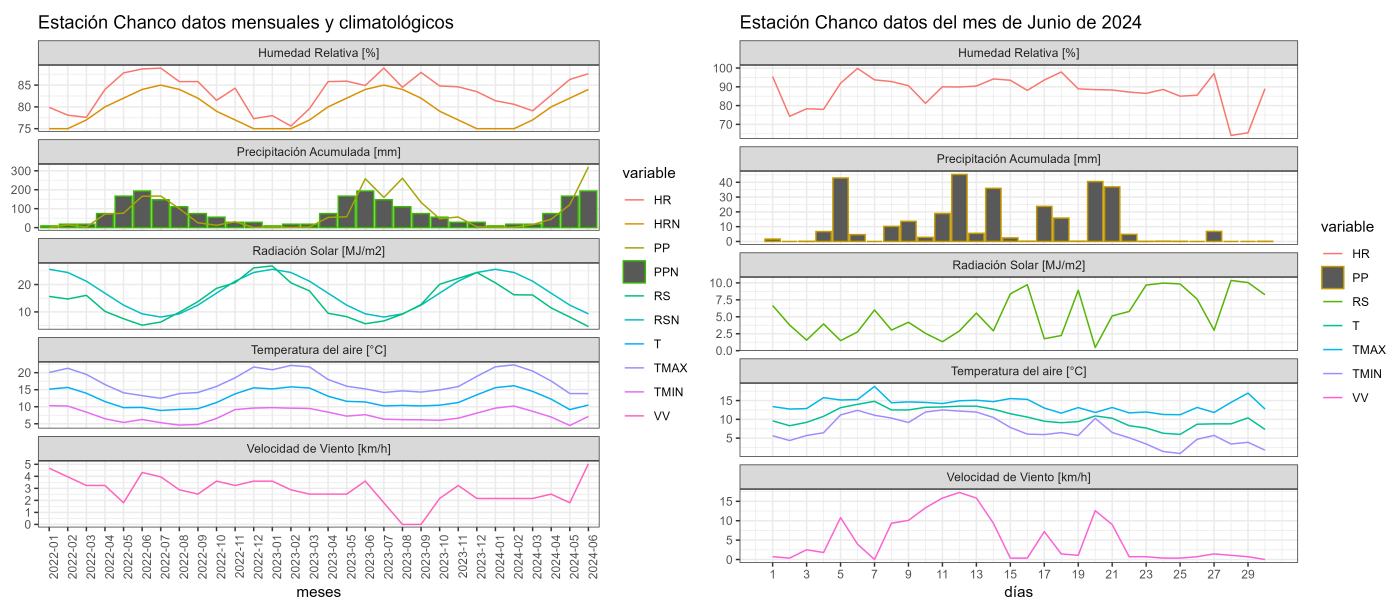 Estación Chanco datos mensuales y climatológicos
Humedad Relativa [%]
85
80
75
Precipitación Acumulada [mm]
300
200
100
0
Radiación Solar [MJ/m2]
20
10
Temperatura del aire [°C]
20
15
10
5
Velocidad de Viento [km/h]
5
4
3
2
1
0
2022-01
2022-02
2022-03
2022-04
2022-05
2022-06
2022-07
2022-08
2022-09
2022-10
2022-11
2022-12
2023-01
2023-02
2023-03
2023-04
2023-05
2023-06
2023-07
2023-08
2023-09
2023-10
2023-11
2023-12
2024-01
2024-02
2024-03
2024-04
2024-05
2024-06
meses
variable
HR
HRN
PP
PPN
RS
RSN
T
TMAX
TMIN
VV
Estación Chanco datos del mes de Junio de 2024
Humedad Relativa [%]
100
90
80
70
Precipitación Acumulada [mm]
40
30
20
10
0
Radiación Solar [MJ/m2]
10.0
7.5
5.0
2.5
0.0
Temperatura del aire [°C]
15
10
5
Velocidad de Viento [km/h]
15
10
5
0
1 3 5 7 9 11 13 15 17 19 21 23 25 27 29
días
variable
HR
PP
RS
T
TMAX
TMIN
VV